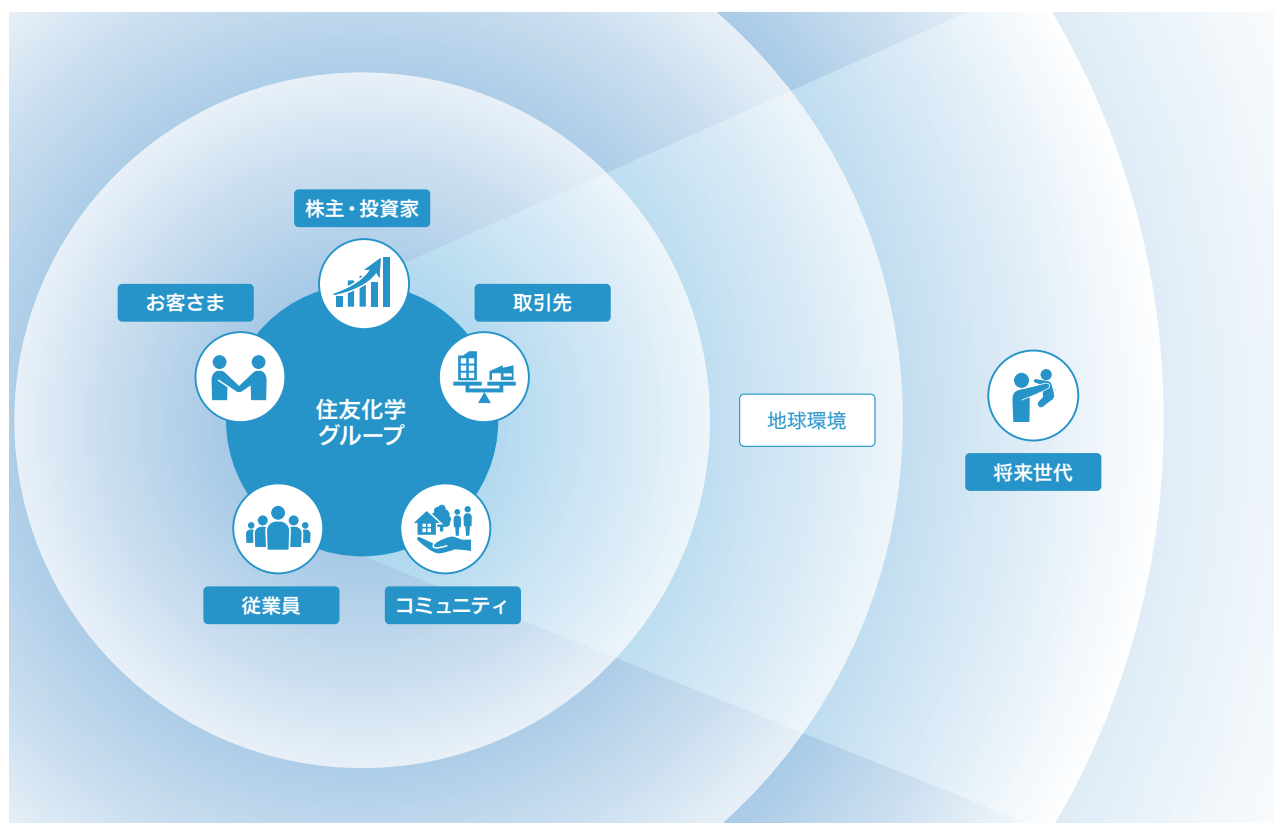 株主・投資家
お客さま
取引先
住友化学
グループ
地球環境
将来世代
従業員
コミュニティ